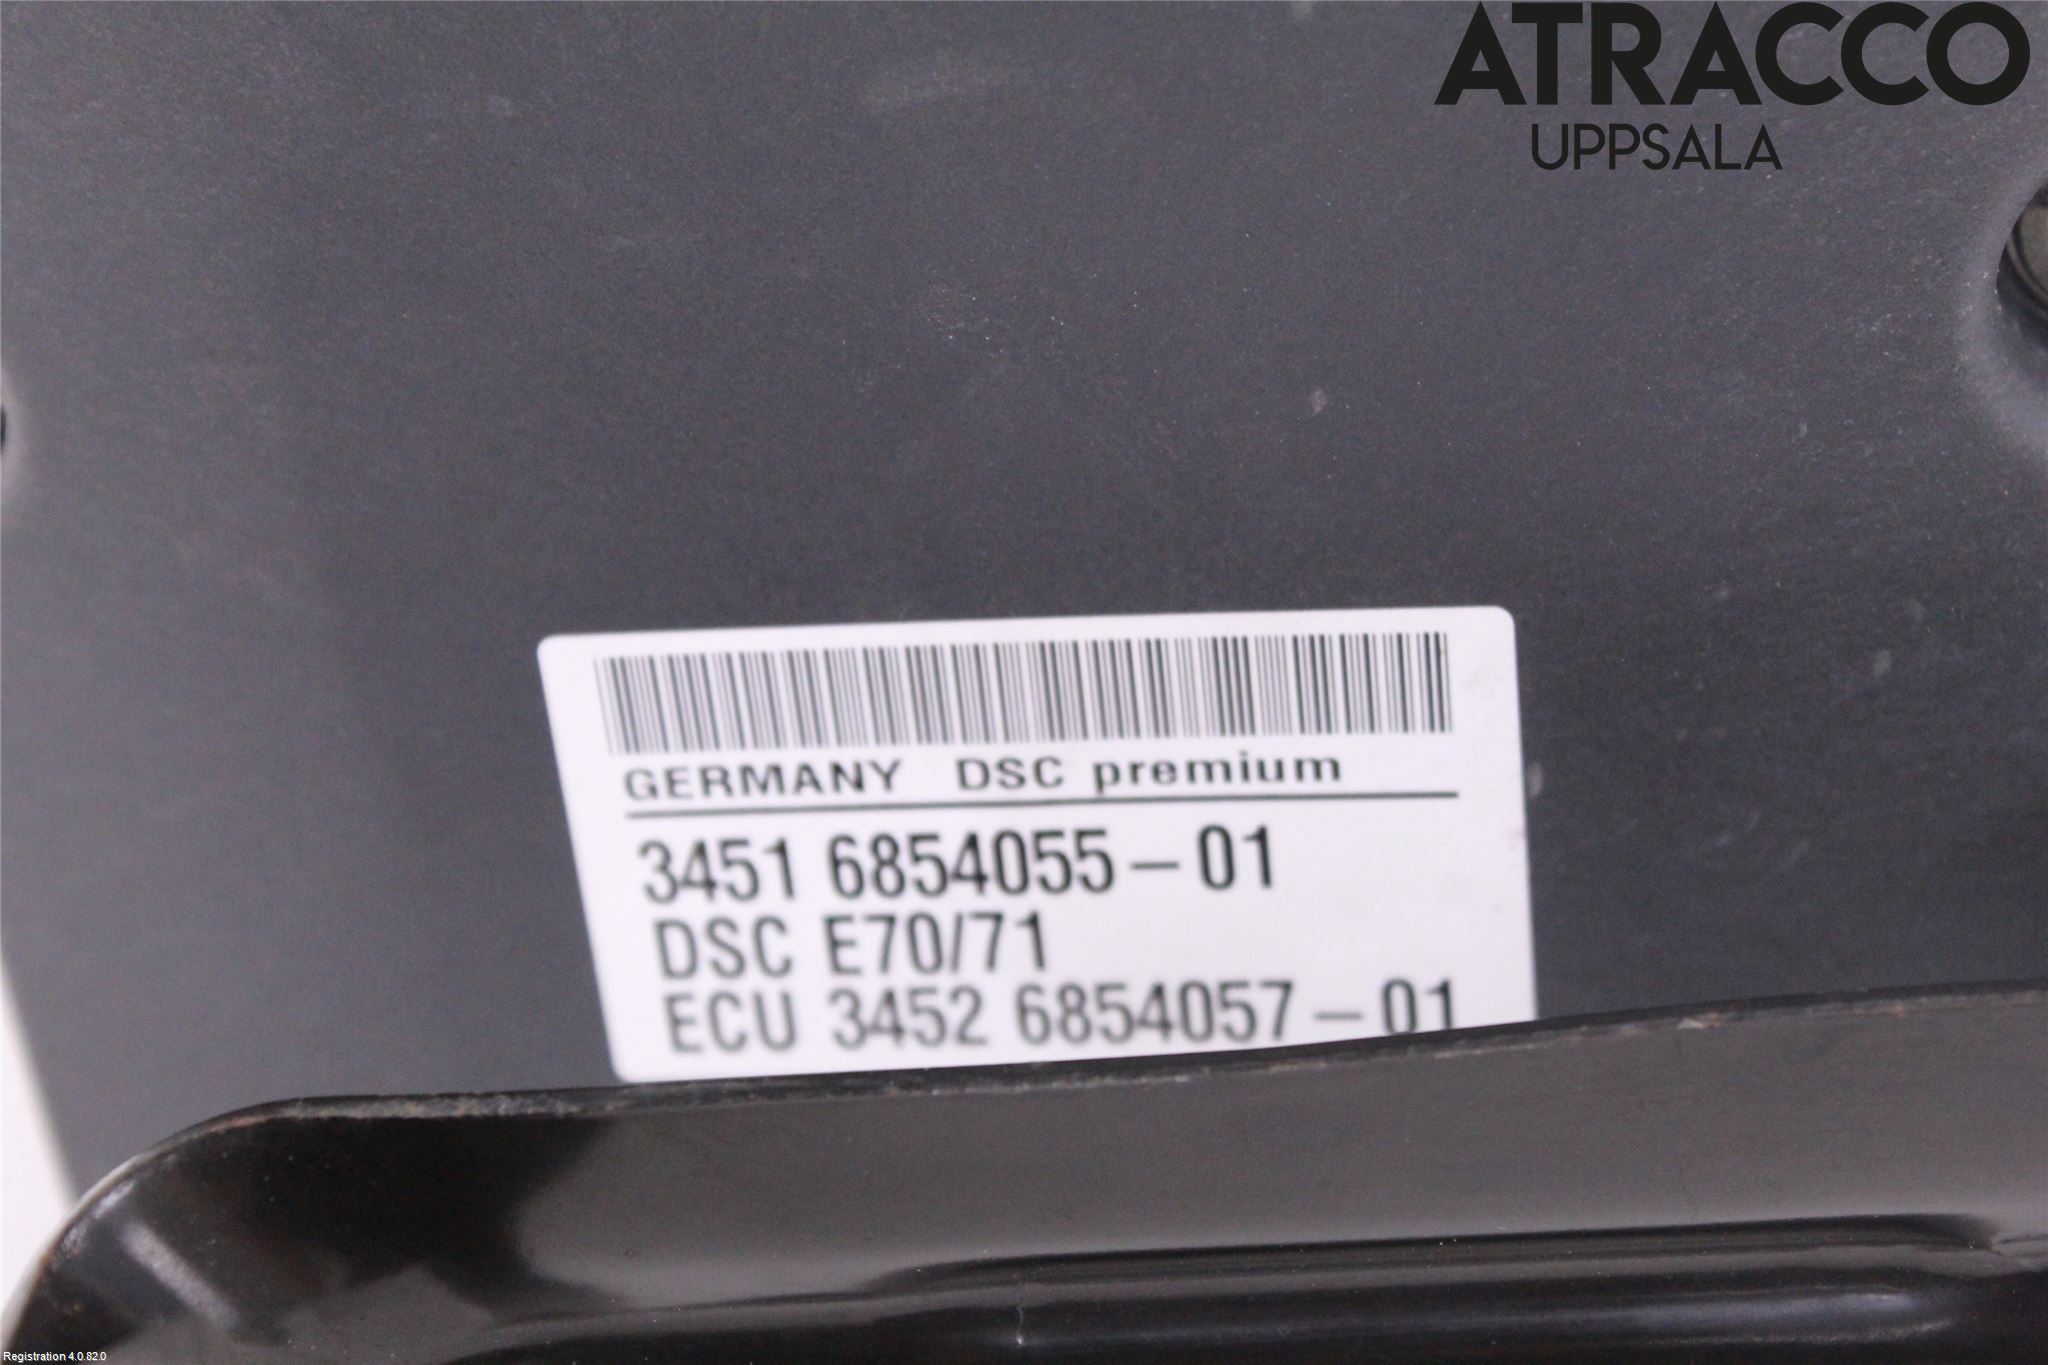 ATRACCO
UPPSALA
GERMANY DSC premium
3451 6854055-01
DSC E70/71
ECU 3452 6854057-01
Registration 4.0.82.0